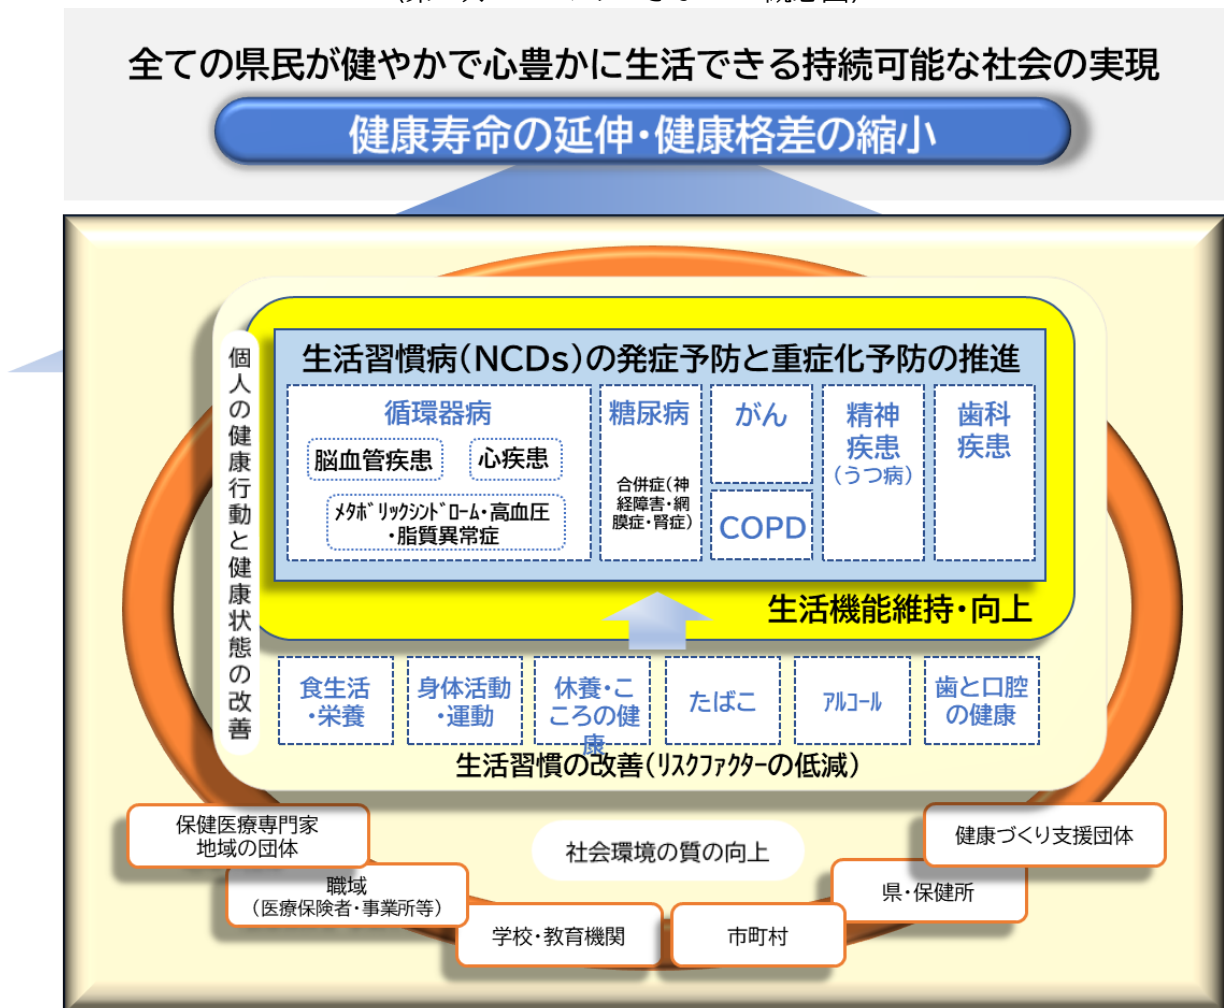 全ての県民が健やかで心豊かに生活できる持続可能な社会の実現
健康寿命の延伸・健康格差の縮小
個人の健康行動と健康状態の改善
生活習慣病(NCDs)の発症予防と重症化予防の推進
循環器病
脳血管疾患
心疾患
ﾒﾀﾎﾞﾘｯｸｼﾝﾄﾞﾛｰﾑ・高血圧
・脂質異常症
糖尿病
合併症(神
経障害・網
膜症・腎症)
がん
COPD
精神
疾患
(うつ病)
歯科
疾患
生活機能維持・向上
食生活
・栄養
身体活動
・運動
休養・こ
ころの健
康
たばこ
ｱﾙｺｰﾙ
歯と口腔
の健康
生活習慣の改善(ﾘｽｸﾌｧｸﾀｰの低減)
社会環境の質の向上
保健医療専門家
地域の団体
職域
(医療保険者・事業所等)
学校・教育機関
市町村
県・保健所
健康づくり支援団体